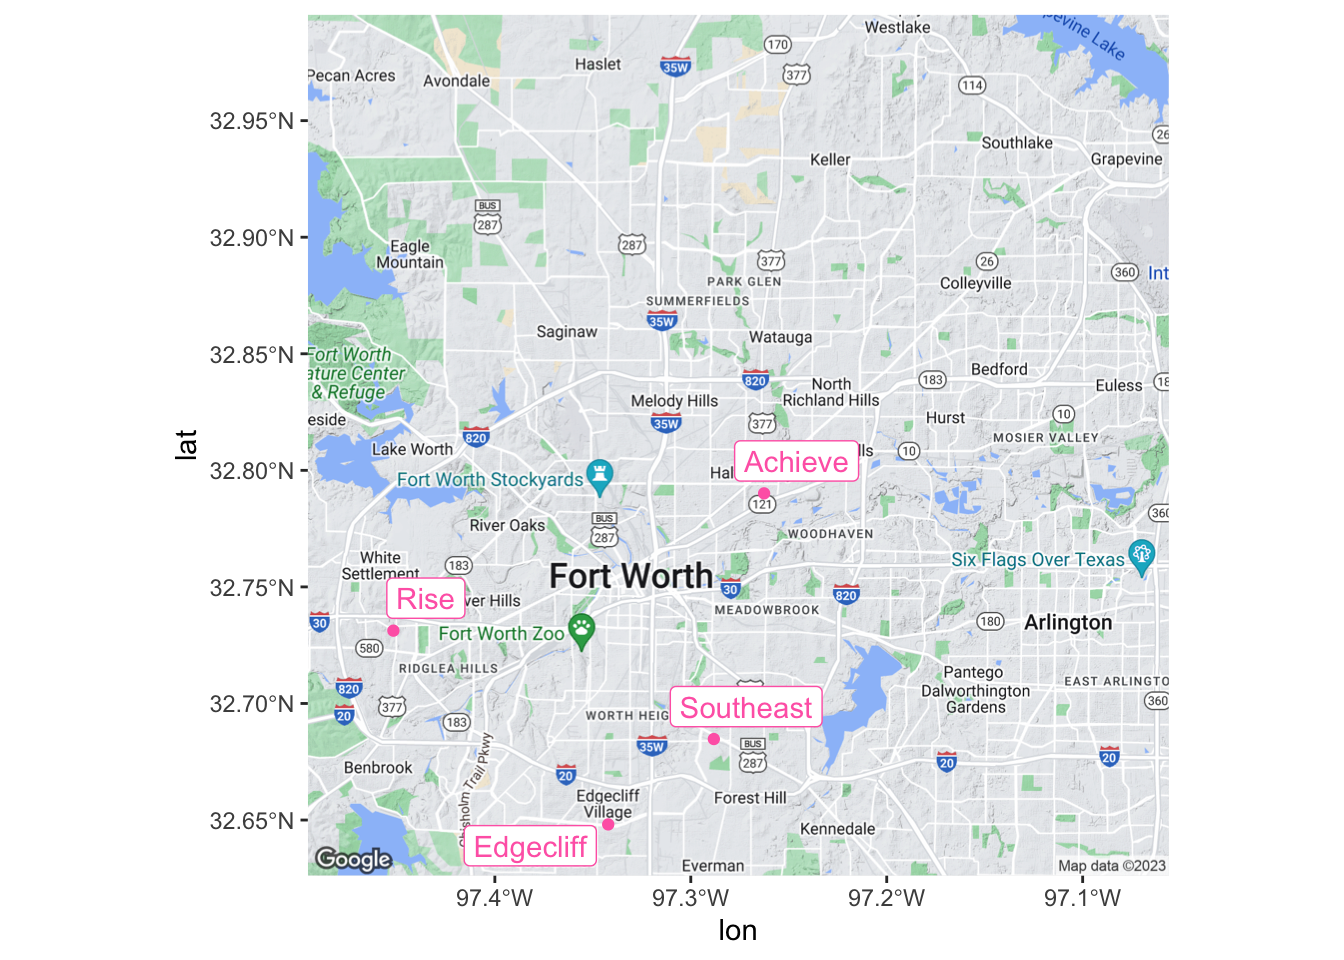 Westlake
Grapevine Lake
170
Haslet
35W
377
Pecan Acres
Avondale
114
32.95°N
26
Southlake
Keller
Grapevine
BUS
287
32.90°N
287
Eagle
Mountain
377
26
360
Int
PARK GLEN
Colleyville
SUMMERFIELDS
35W
Saginaw
Watauga
32.85°N
Fort Worth
ature Center
& Refuge
Bedford
820
183
North
Richland Hills
Euless
18
Melody Hills
eside
35W
377
Hurst
10
820
MOSIER VALLEY
lat
Lake Worth
lls
10
Achieve
32.80°N
Fort Worth Stockyards
Hal
121
360
River Oaks
BUS
287
WOODHAVEN
White
Settlement
183
Six Flags Over Texas
Fort Worth
32.75°N
30
820
Rise
ver Hills
MEADOWBROOK
30
180
Arlington
Fort Worth Zoo
580
RIDGLEA HILLS
Pantego
EAST ARLINGTO
820
Dalworthington
Gardens
32.70°N
377
Southeast
360
20
183
WORTH HEIG
35W
BUS
287
20
20
Benbrook
Chisholm Trail Pkwy
20
Edgecliff
Village
Forest Hill
32.65°N
Kennedale
Edgecliff
Google
Everman
Map data ©2023
97.4°W
97.3°W
97.2°W
97.1°W
lon